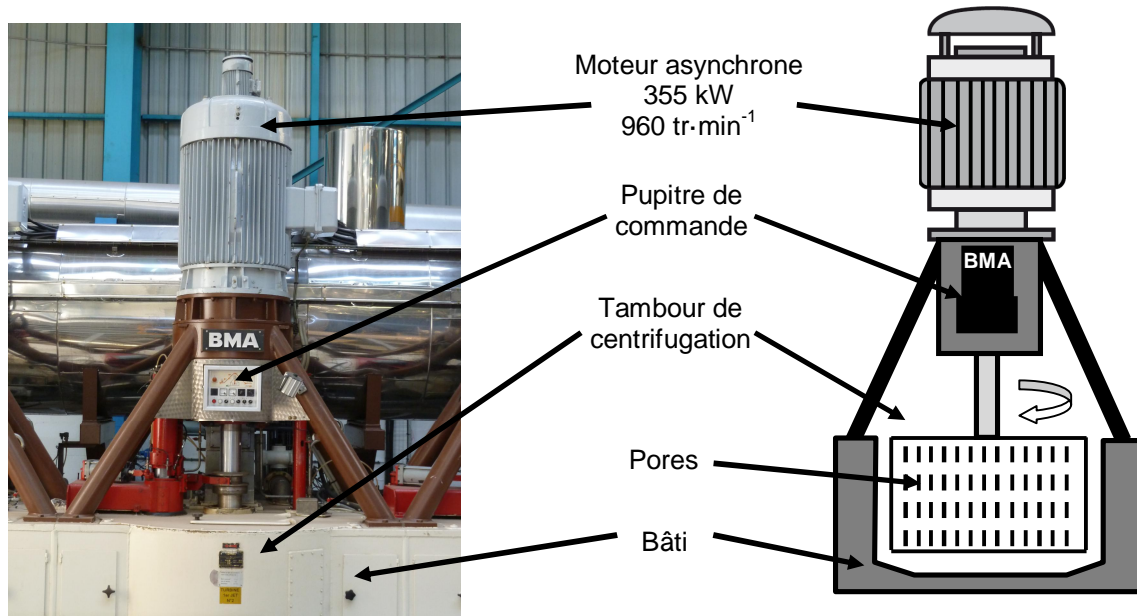 Moteur asynchrone
355 kW
960 tr·min⁻¹
Pupitre de
commande
BMA
BMA
Tambour de
centrifugation
Pores
Bâti